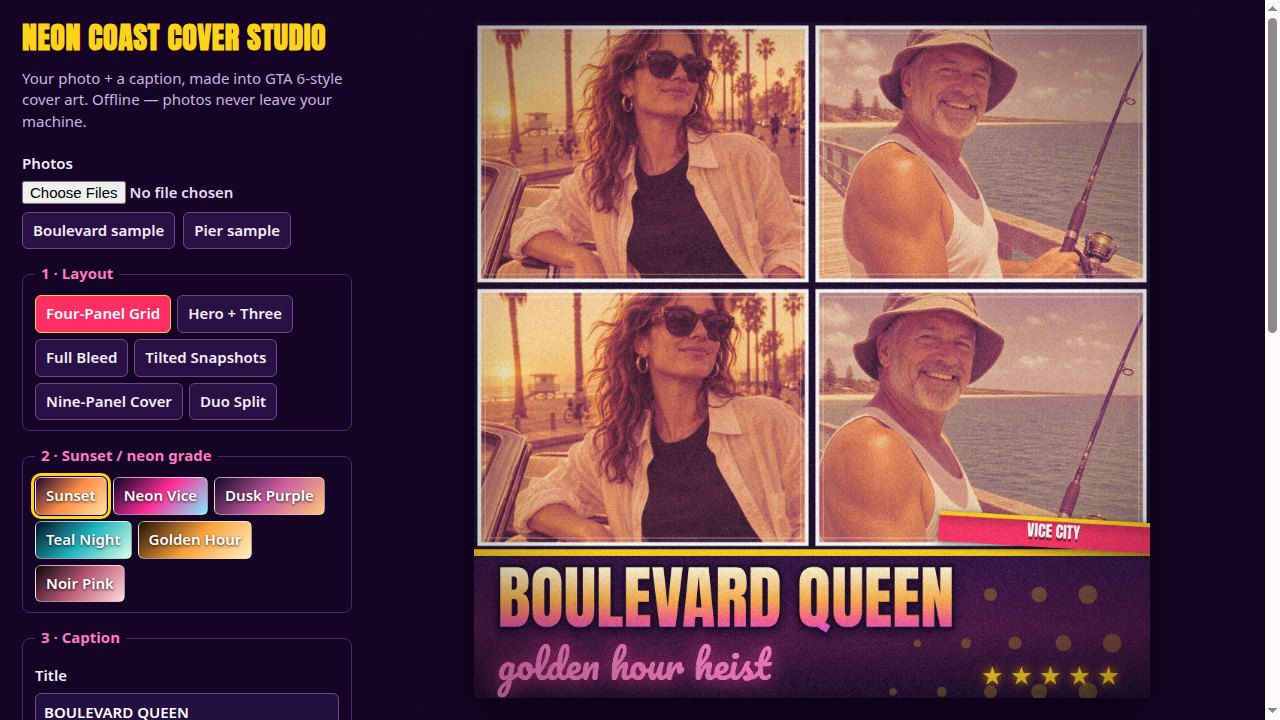 NEON COAST COVER STUDIO
Your photo + a caption, made into GTA 6-style
cover art. Offline — photos never leave your
machine.
Photos
Choose Files No file chosen
Boulevard sample Pier sample
1 · Layout
Four-Panel Grid Hero + Three
Full Bleed Tilted Snapshots
Nine-Panel Cover Duo Split
2 · Sunset / neon grade
Sunset Neon Vice Dusk Purple
Teal Night Golden Hour
Noir Pink
3 · Caption
Title
BOULEVARD QUEEN
VICE CITY
BOULEVARD QUEEN
golden hour heist